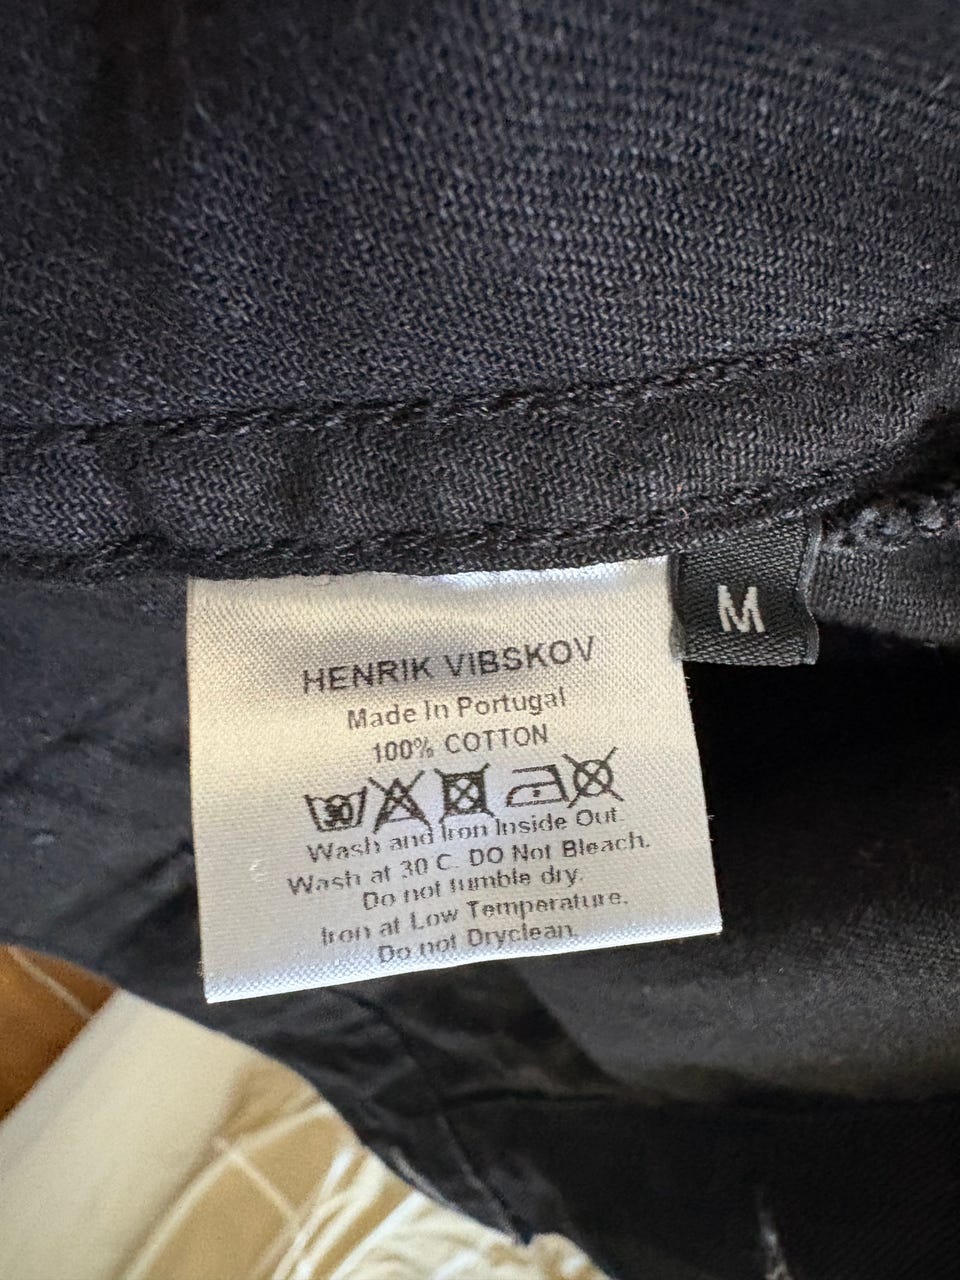 HENRIK VIBSKOV
Made In Portugal
100% COTTON
30
Wash and Iron Inside Out.
Wash at 30 C. DO Not Bleach.
Do not tumble dry.
Iron at Low Temperature.
Do not Dryclean.
M